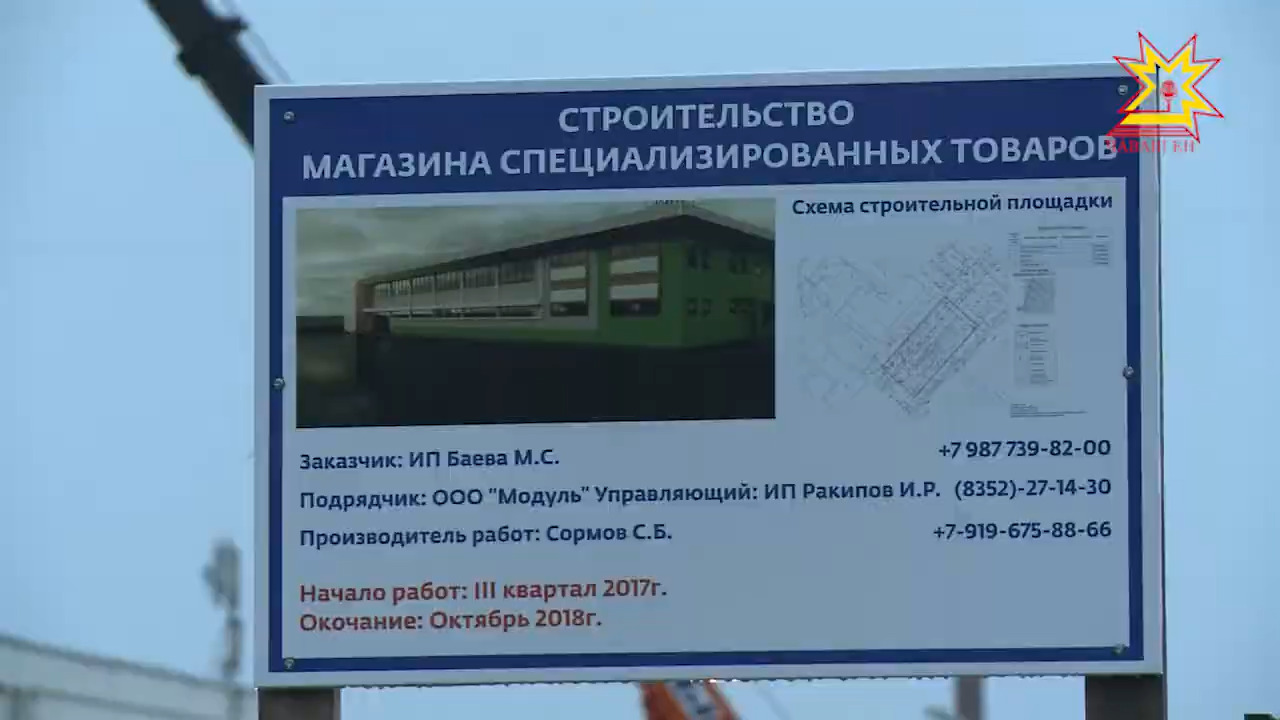 СТРОИТЕЛЬСТВО
МАГАЗИНА СПЕЦИАЛИЗИРОВАННЫХ ТОВАРОВ
Схема строительной площадки
Заказчик: ИП Баева М.С. +7 987 739-82-00
Подрядчик: ООО "Модуль" Управляющий: ИП Ракипов И.Р. (8352)-27-14-30
Производитель работ: Сормов С.Б. +7-919-675-88-66
Начало работ: III квартал 2017г.
Окочание: Октябрь 2018г.